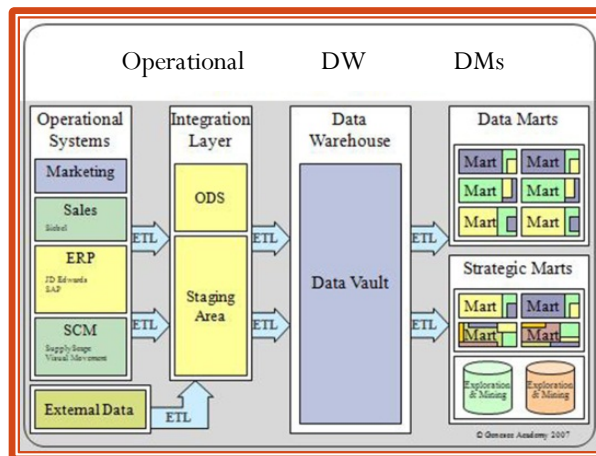 Operational DW DMs
Operational
Systems
Marketing
Sales
Siebel
ERP
JD Edwards
SAP
SCM
SupplyScape
Visual Movement
External Data
ETL
ETL
ETL
Integration
Layer
ODS
Staging
Area
ETL
ETL
Data
Warehouse
Data Vault
ETL
ETL
Data Marts
Mart Mart
Mart Mart
Mart Mart
Strategic Marts
Mart Mart
Mart Mart
Exploration
& Mining
Exploration
& Mining
© Genesee Academy 2007